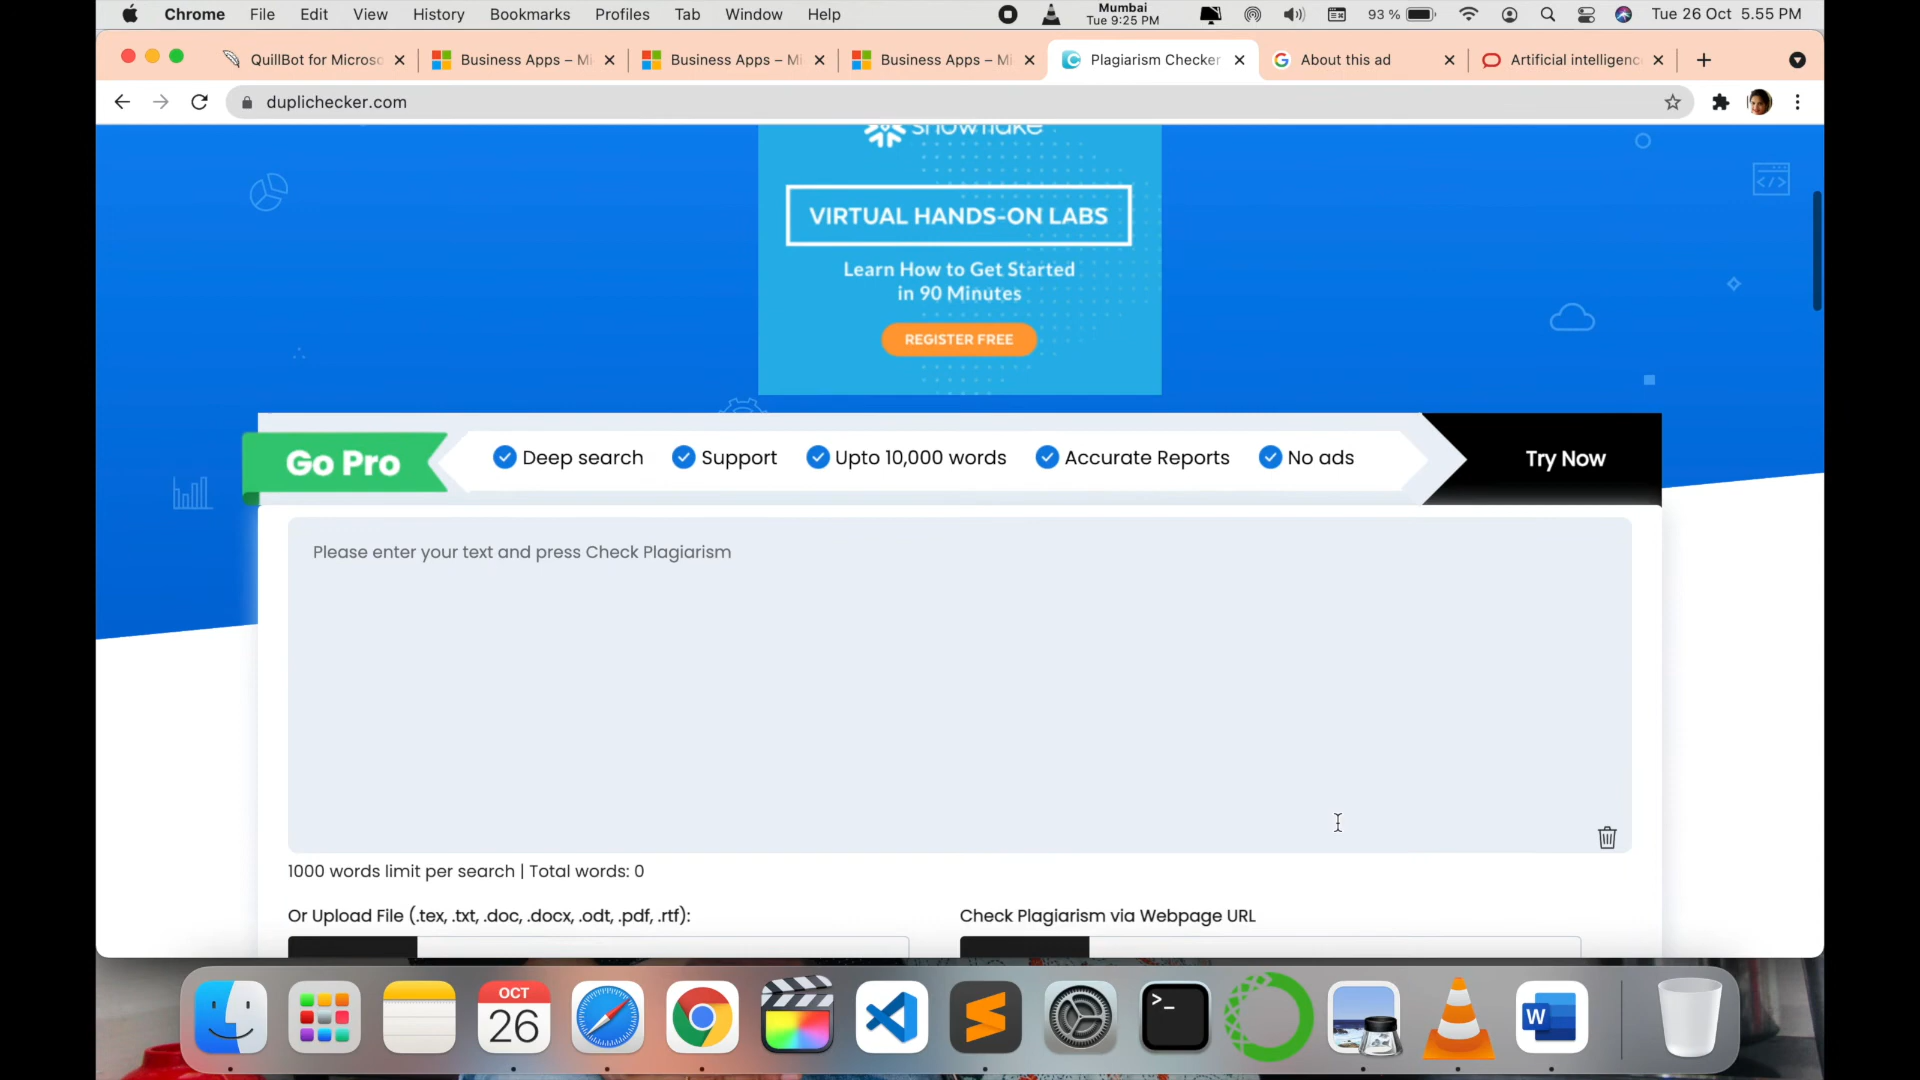 Chrome File Edit View History Bookmarks Profiles Tab Window Help
Mumbai
Tue 9:25 PM
93 %
Tue 26 Oct 5.55 PM
QuillBot for Microso
Business Apps – Mi
Business Apps – Mi
Business Apps – Mi
Plagiarism Checker
About this ad
Artificial intelligenc
duplichecker.com
snowflake
VIRTUAL HANDS-ON LABS
Learn How to Get Started
in 90 Minutes
REGISTER FREE
Go Pro
Deep search
Support
Upto 10,000 words
Accurate Reports
No ads
Try Now
Please enter your text and press Check Plagiarism
1000 words limit per search | Total words: 0
Or Upload File (.tex, .txt, .doc, .docx, .odt, .pdf, .rtf):
Check Plagiarism via Webpage URL
OCT
26
>_
W